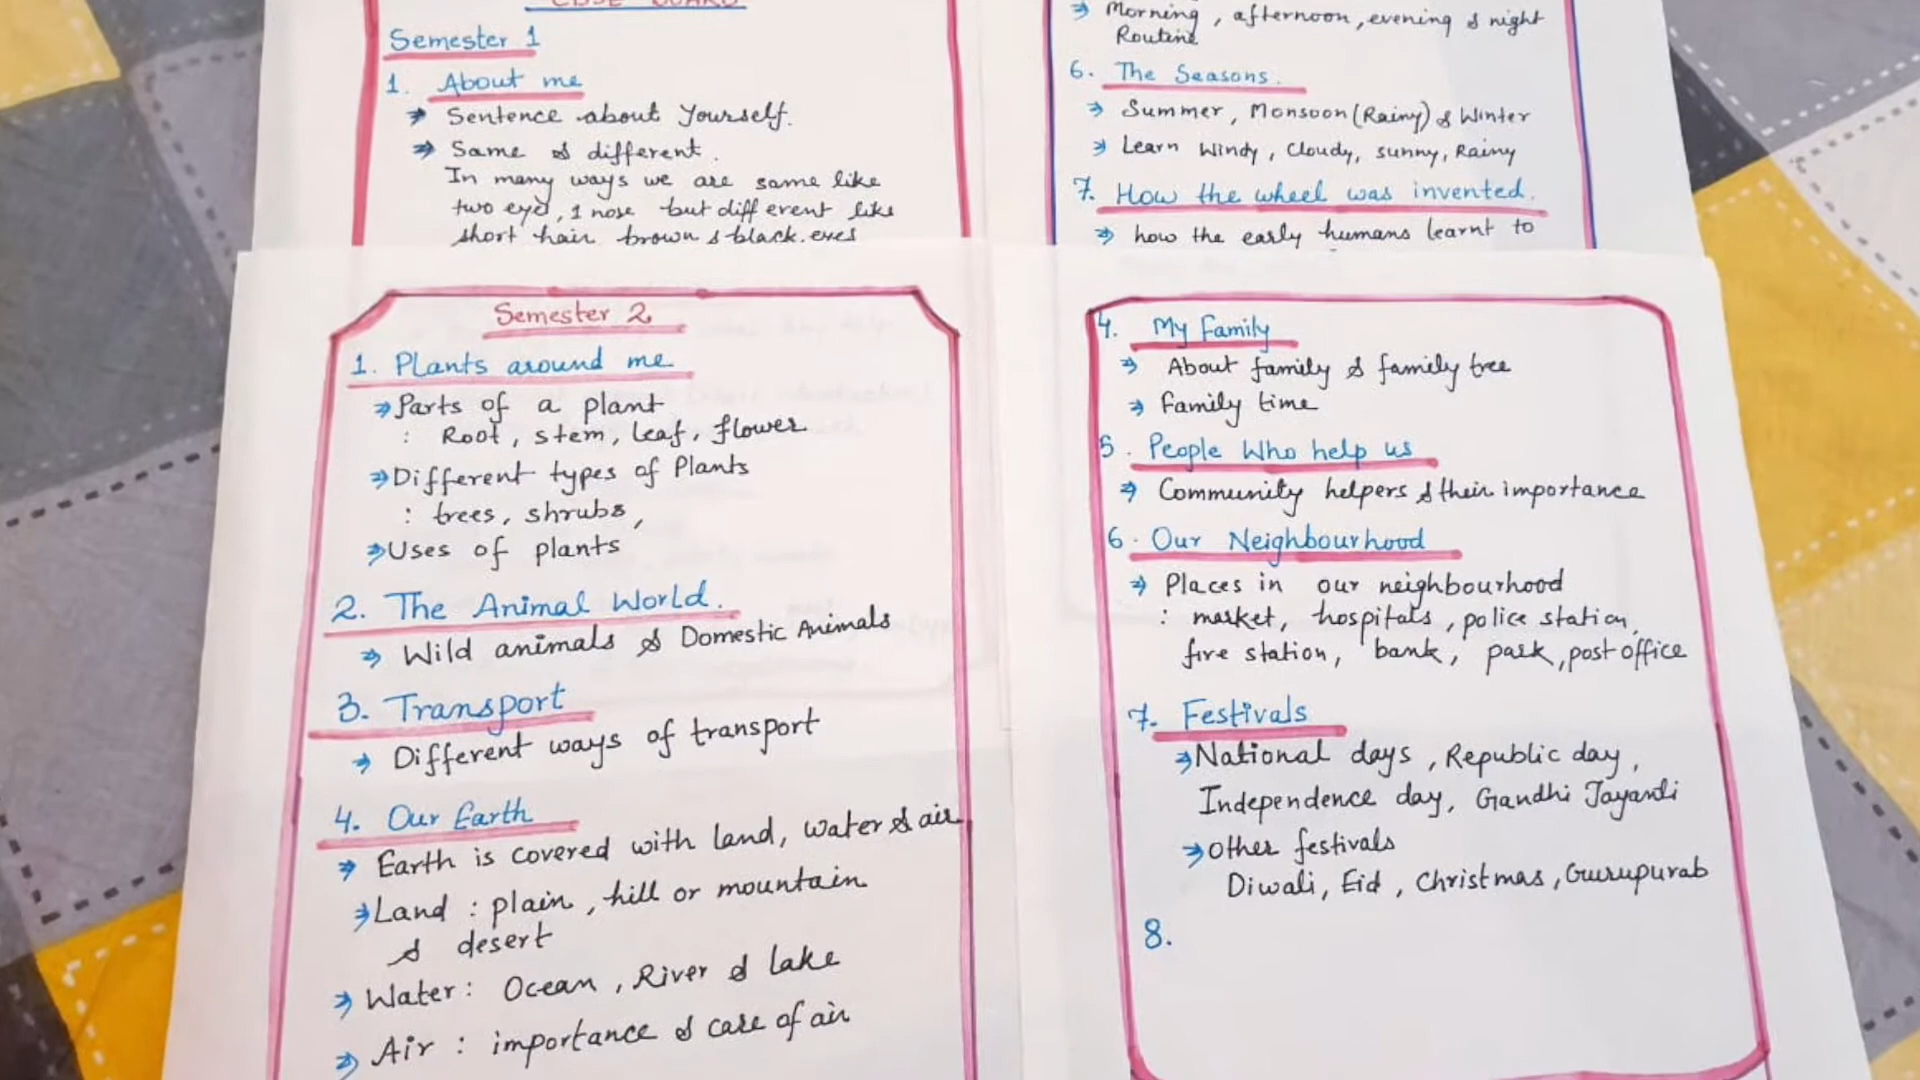 Semester 1
1. About me
⇒ Sentence about Yourself.
⇒ Same & different.
In many ways we are same like
two eyes, 1 nose but different like
short hair brown & black eyes
⇒ Morning, afternoon, evening & night
Routine
6. The Seasons.
⇒ Summer, Monsoon (Rainy) & Winter
⇒ Learn Windy, Cloudy, sunny, Rainy
7. How the wheel was invented.
⇒ how the early humans learnt to
Semester 2
1. Plants around me
⇒ Parts of a plant
: Root, stem, leaf, flower
⇒ Different types of Plants
: trees, shrubs,
⇒ Uses of plants
2. The Animal World.
⇒ Wild animals & Domestic Animals
3. Transport
⇒ Different ways of transport
4. Our Earth
⇒ Earth is covered with land, water & air
⇒ Land : plain, hill or mountain
& desert
⇒ Water: Ocean, River & lake
⇒ Air : importance & care of air
4. My Family
⇒ About family & family tree
⇒ Family time
5. People Who help us
⇒ Community helpers & their importance
6. Our Neighbourhood
⇒ Places in our neighbourhood
: market, hospitals, police station,
fire station, bank, park, post office
7. Festivals
⇒ National days, Republic day,
Independence day, Gandhi Jayanti
⇒ Other festivals
Diwali, Eid, Christmas, Gurupurab
8.